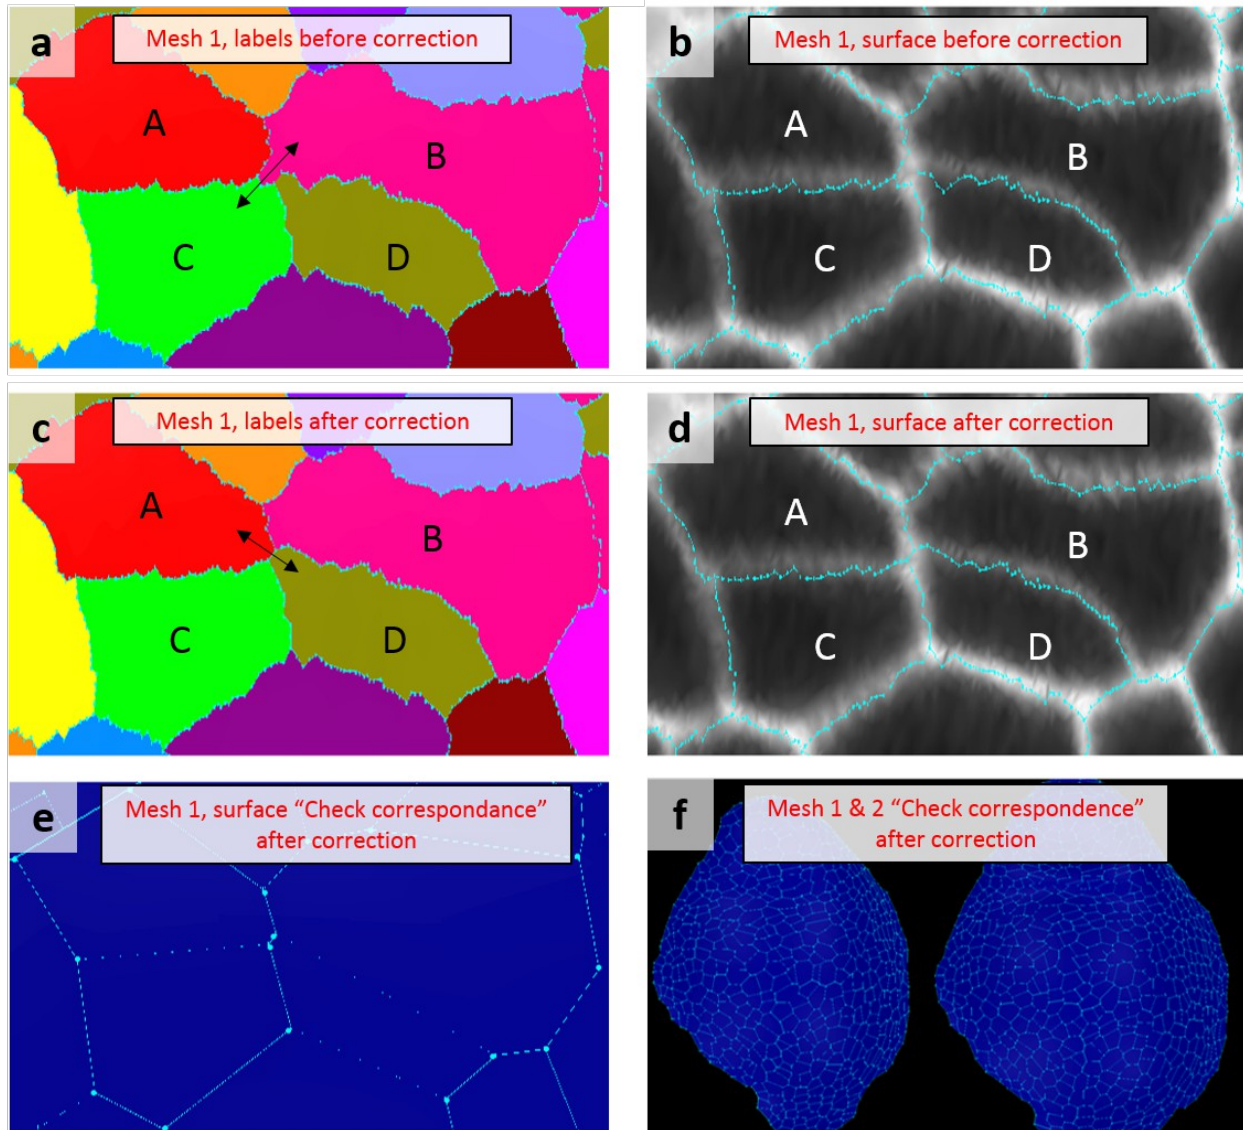 a
Mesh 1, labels before correction
A
B
C
D
b
Mesh 1, surface before correction
A
B
C
D
c
Mesh 1, labels after correction
A
B
C
D
d
Mesh 1, surface after correction
A
B
C
D
e
Mesh 1, surface “Check correspondance”
after correction
f
Mesh 1 & 2 “Check correspondence”
after correction